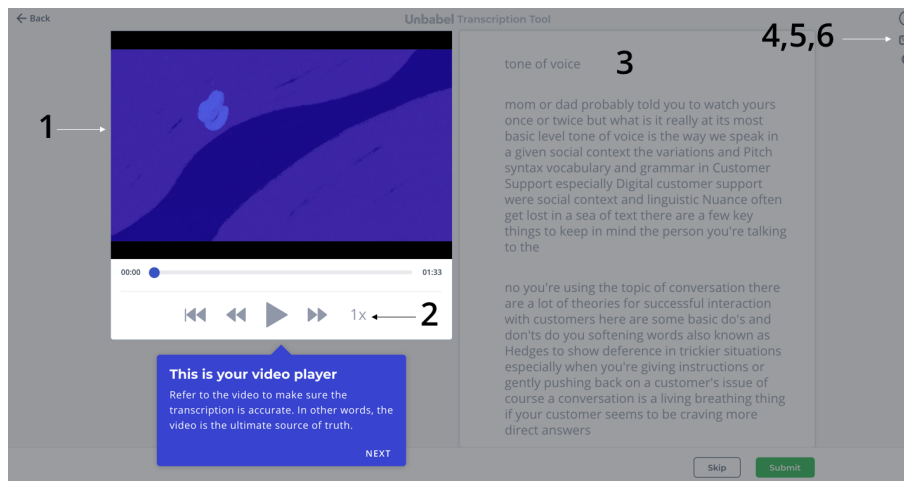 ← Back
Unbabel Transcription Tool
4,5,6
1
2
3
tone of voice
mom or dad probably told you to watch yours
once or twice but what is it really at its most
basic level tone of voice is the way we speak in
a given social context the variations and Pitch
syntax vocabulary and grammar in Customer
Support especially Digital customer support
were social context and linguistic Nuance often
get lost in a sea of text there are a few key
things to keep in mind the person you're talking
to the
no you're using the topic of conversation there
are a lot of theories for successful interaction
with customers here are some basic do's and
don'ts do you softening words also known as
Hedges to show deference in trickier situations
especially when you're giving instructions or
gently pushing back on a customer's issue of
course a conversation is a living breathing thing
if your customer seems to be craving more
direct answers
00:00
01:33
1x
This is your video player
Refer to the video to make sure the
transcription is accurate. In other words, the
video is the ultimate source of truth.
NEXT
Skip
Submit